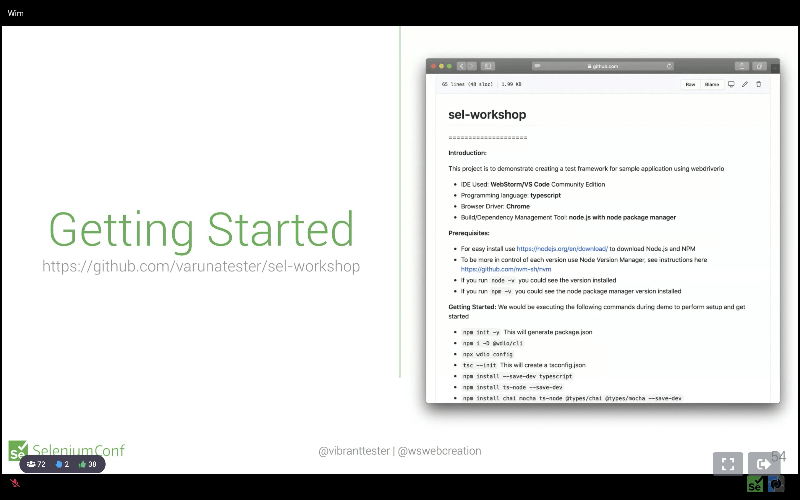 Wim
Getting Started
https://github.com/varunatester/sel-workshop
github.com
65 lines (48 sloc) 1.99 KB
Raw Blame
sel-workshop
====================
Introduction:
This project is to demonstrate creating a test framework for sample application using webdriverio
• IDE Used: WebStorm/VS Code Community Edition
• Programming language: typescript
• Browser Driver: Chrome
• Build/Dependency Management Tool: node.js with node package manager
Prerequisites:
• For easy install use https://nodejs.org/en/download/ to download Node.js and NPM
• To be more in control of each version use Node Version Manager, see instructions here
https://github.com/nvm-sh/nvm
• If you run node -v you could see the version installed
• If you run npm -v you could see the node package manager version installed
Getting Started: We would be executing the following commands during demo to perform setup and get
started
• npm init -y This will generate package.json
• npm i -D @wdio/cli
• npx wdio config
• tsc --init This will create a tsconfig.json
• npm install --save-dev typescript
• npm install ts-node --save-dev
• npm install chai mocha ts-node @types/chai @types/mocha --save-dev
Se SeleniumConf
@vibranttester | @wswebcreation
54
72 2 30
Se